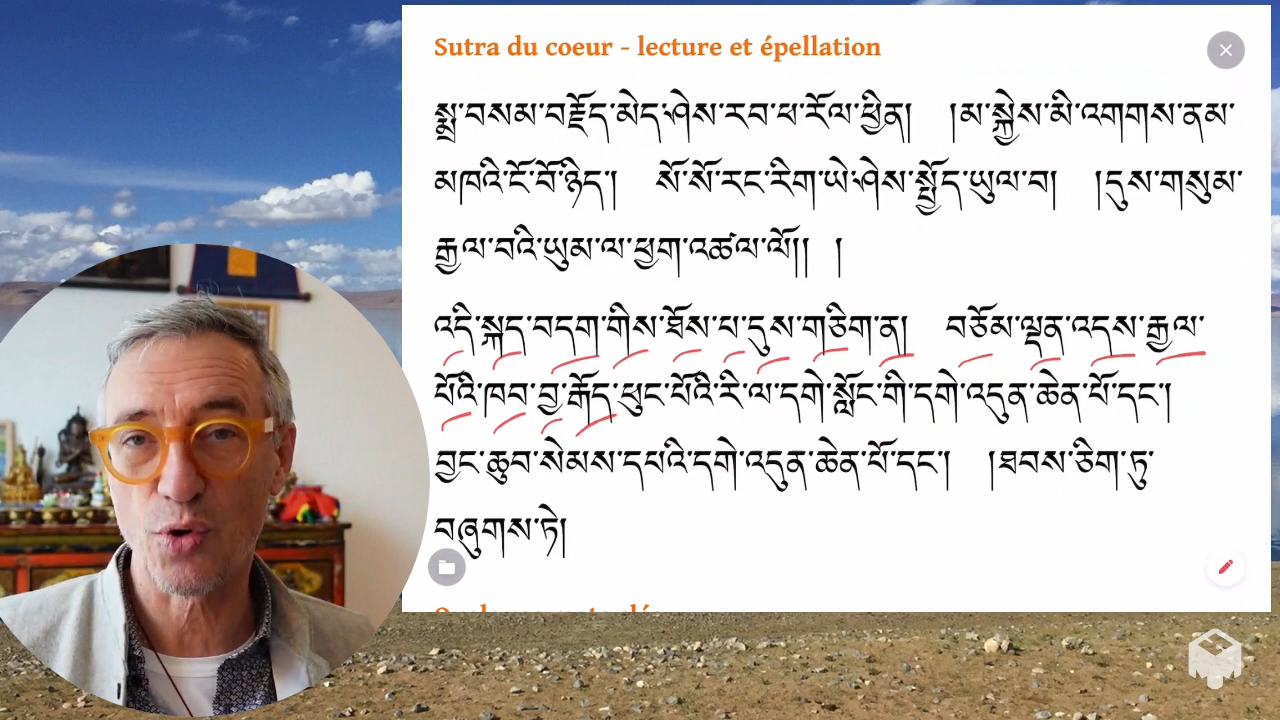 Sutra du coeur - lecture et épellation
སྨྲ་བསམ་བརྗོད་མེད་ཤེས་རབ་ཕ་རོལ་ཕྱིན། །མ་སྐྱེས་མི་འགགས་ནམ་
མཁའི་ངོ་བོ་ཉིད། སོ་སོ་རང་རིག་ཡེ་ཤེས་སྤྱོད་ཡུལ་བ། །དུས་གསུམ་
རྒྱལ་བའི་ཡུམ་ལ་ཕྱག་འཚལ་ལོ།། །
འདི་སྐད་བདག་གིས་ཐོས་པ་དུས་གཅིག་ན། བཅོམ་ལྡན་འདས་རྒྱལ་
པོའི་ཁབ་བྱ་རྒོད་ཕུང་པོའི་རི་ལ་དགེ་སློང་གི་དགེ་འདུན་ཆེན་པོ་དང་།
བྱང་ཆུབ་སེམས་དཔའི་དགེ་འདུན་ཆེན་པོ་དང་། །ཐབས་ཅིག་ཏུ་
བཞུགས་ཏེ།